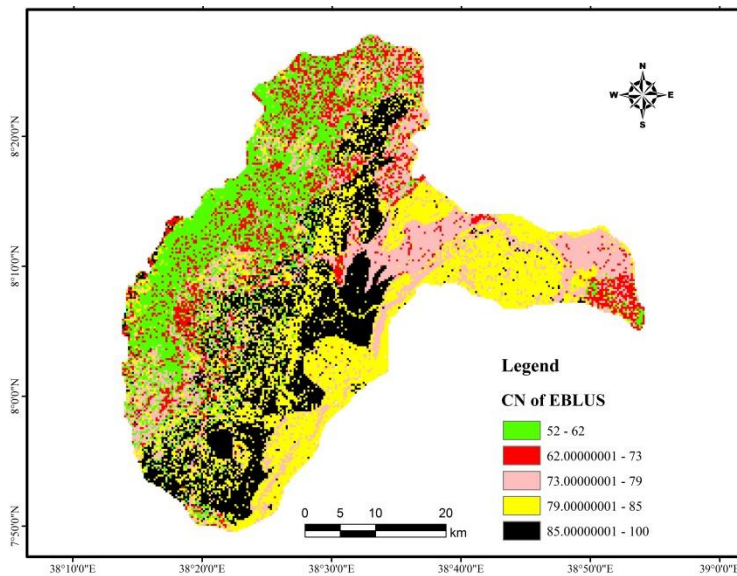 N
W E
S
8°20'0"N
8°10'0"N
8°0'0"N
7°50'0"N
Legend
CN of EBLUS
52 - 62
62.00000001 - 73
73.00000001 - 79
79.00000001 - 85
85.00000001 - 100
0 5 10 20
km
38°10'0"E 38°20'0"E 38°30'0"E 38°40'0"E 38°50'0"E 39°0'0"E